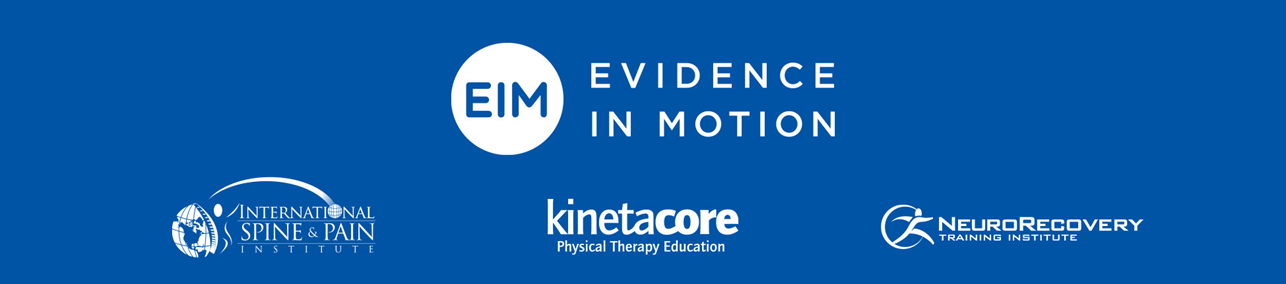 EIM
EVIDENCE
IN MOTION
INTERNATIONAL
SPINE & PAIN
INSTITUTE
kinetacore
Physical Therapy Education
NEURORECOVERY
TRAINING INSTITUTE